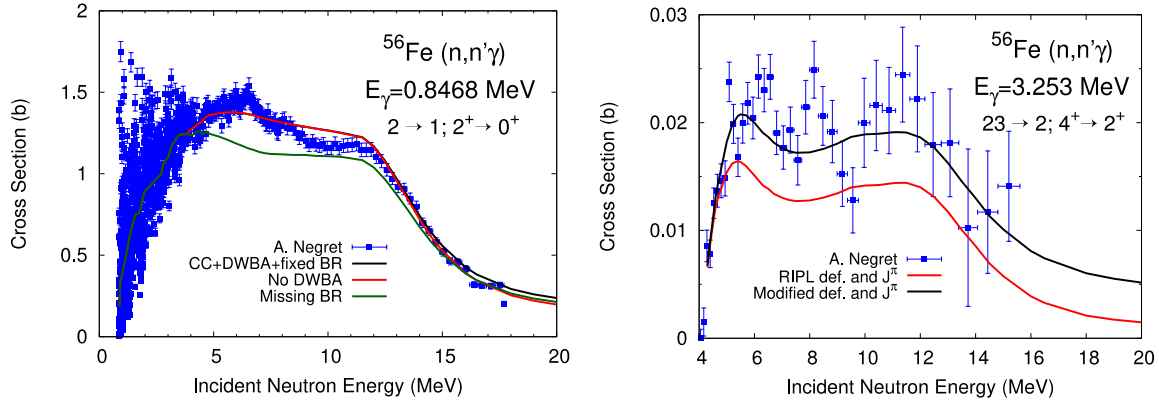 2
1.5
1
0.5
0
0
5
10
15
20
Cross Section (b)
Incident Neutron Energy (MeV)
⁵⁶Fe (n,n'γ)
Eγ=0.8468 MeV
2 → 1; 2⁺→ 0⁺
A. Negret
CC+DWBA+fixed BR
No DWBA
Missing BR
0.03
0.02
0.01
0
4
6
8
10
12
14
16
18
20
Cross Section (b)
Incident Neutron Energy (MeV)
⁵⁶Fe (n,n'γ)
Eγ=3.253 MeV
23 → 2; 4⁺→ 2⁺
A. Negret
RIPL def. and Jπ
Modified def. and Jπ